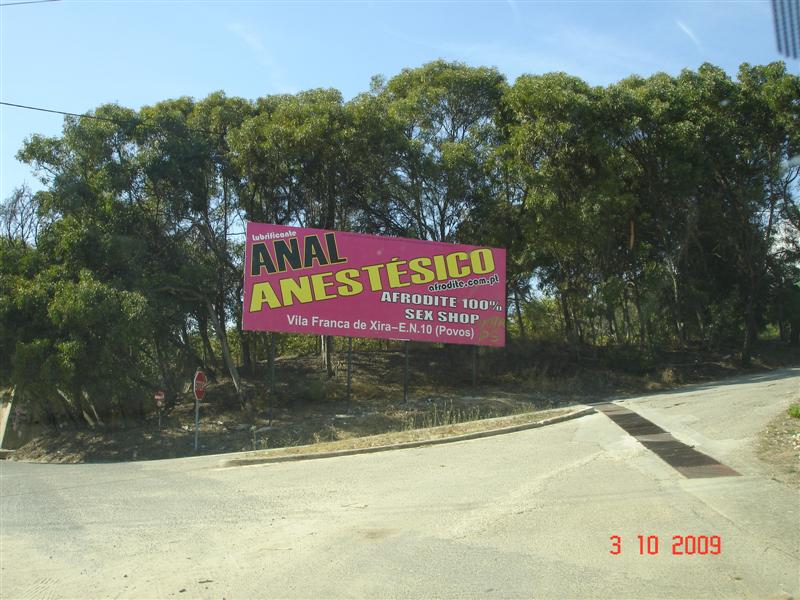 Lubrificante
ANAL
ANESTÉSICO
afrodite.com.pt
AFRODITE 100%
SEX SHOP
Vila Franca de Xira-E.N.10 (Povos)
3 10 2009